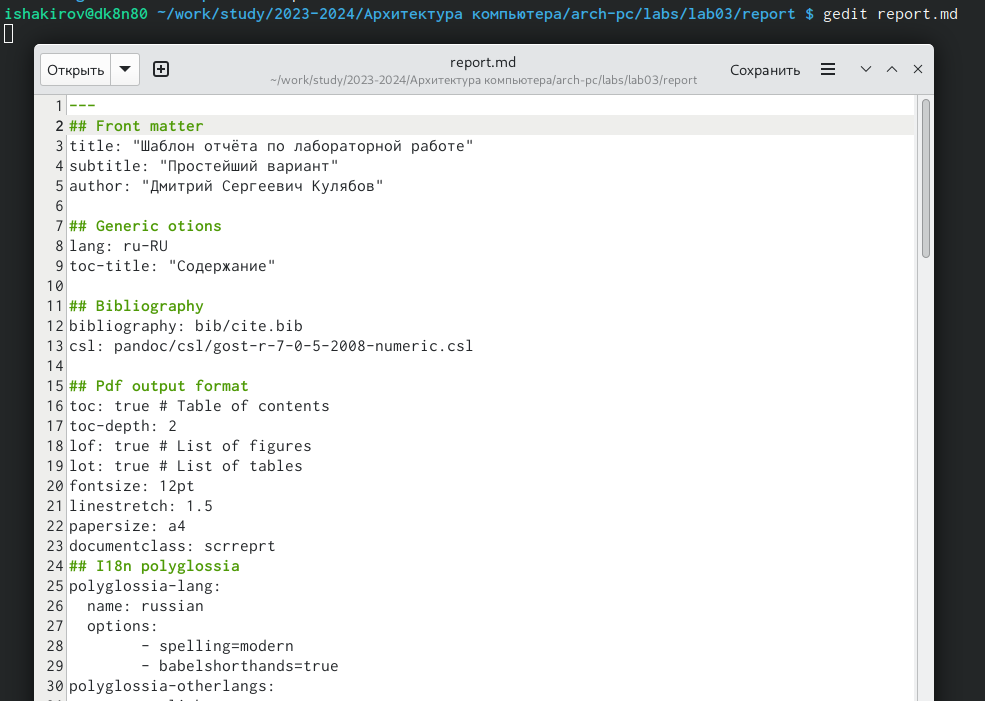 ishakirov@dk8n80 ~/work/study/2023-2024/Архитектура компьютера/arch-pc/labs/lab03/report $ gedit report.md
Открыть
report.md
~/work/study/2023-2024/Архитектура компьютера/arch-pc/labs/lab03/report
Сохранить
1 ---
2 ## Front matter
3 title: "Шаблон отчёта по лабораторной работе"
4 subtitle: "Простейший вариант"
5 author: "Дмитрий Сергеевич Кулябов"
6
7 ## Generic otions
8 lang: ru-RU
9 toc-title: "Содержание"
10
11 ## Bibliography
12 bibliography: bib/cite.bib
13 csl: pandoc/csl/gost-r-7-0-5-2008-numeric.csl
14
15 ## Pdf output format
16 toc: true # Table of contents
17 toc-depth: 2
18 lof: true # List of figures
19 lot: true # List of tables
20 fontsize: 12pt
21 linestretch: 1.5
22 papersize: a4
23 documentclass: scrreprt
24 ## I18n polyglossia
25 polyglossia-lang:
26 name: russian
27 options:
28 - spelling=modern
29 - babelshorthands=true
30 polyglossia-otherlangs: